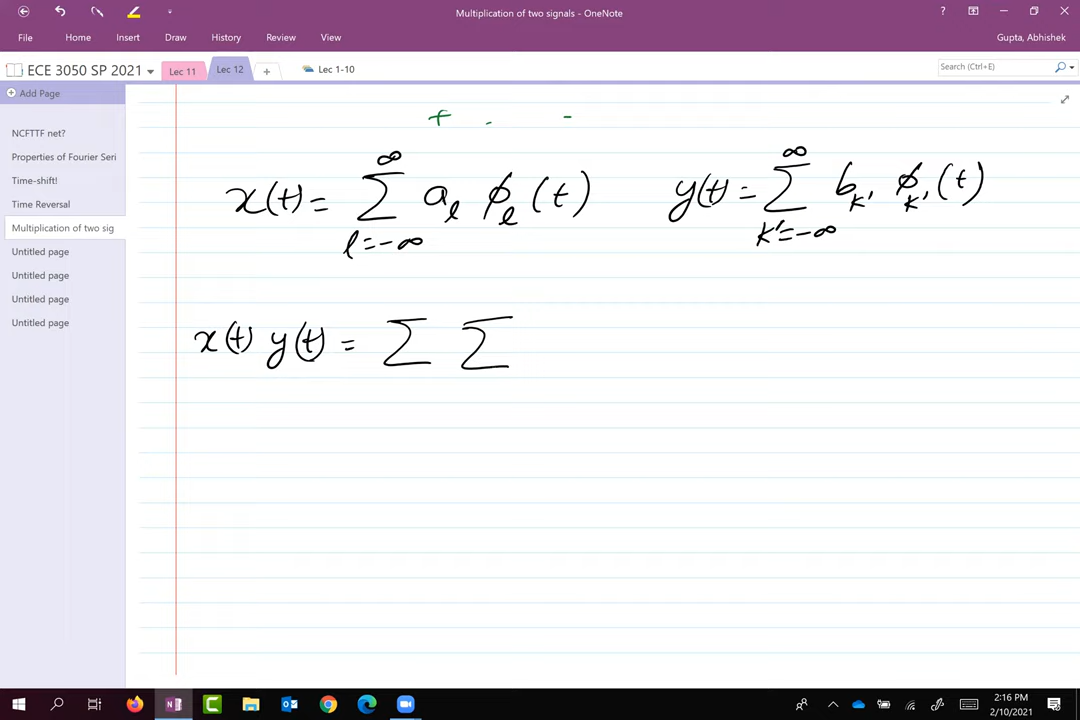 Multiplication of two signals - OneNote
?
File Home Insert Draw History Review View
Gupta, Abhishek
ECE 3050 SP 2021
Lec 11
Lec 12
+
Lec 1-10
Search (Ctrl+E)
+ Add Page
NCFTTF net?
Properties of Fourier Seri
Time-shift!
Time Reversal
Multiplication of two sig
Untitled page
Untitled page
Untitled page
Untitled page
x(t) = ∑_{l=-∞}^{∞} a_l φ_l(t) y(t) = ∑_{k'=-∞}^{∞} b_{k'} φ_{k'}(t)
x(t) y(t) = ∑ ∑
2:16 PM
2/10/2021